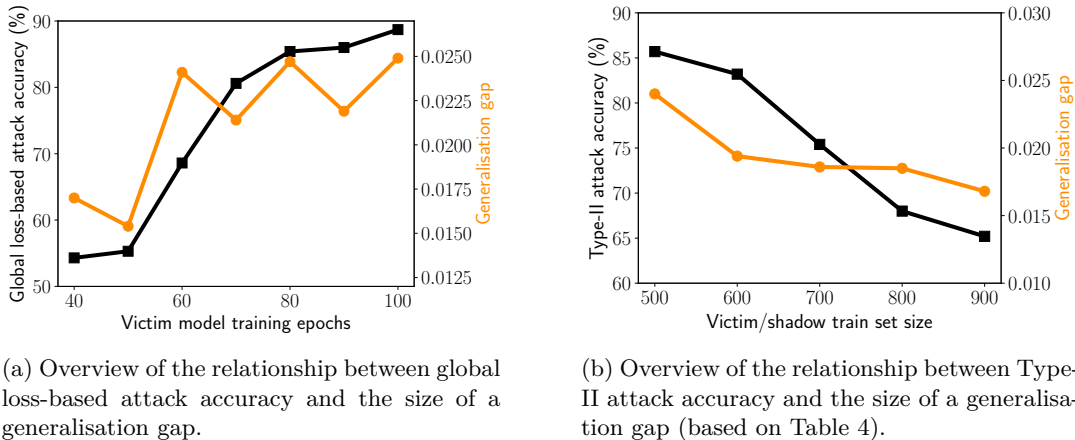 Global loss-based attack accuracy (%)
90
80
70
60
50
40
60
80
100
Victim model training epochs
0.0250
0.0225
0.0200
0.0175
0.0150
0.0125
Generalisation gap
Type-II attack accuracy (%)
85
80
75
70
65
60
500
600
700
800
900
Victim/shadow train set size
0.030
0.025
0.020
0.015
0.010
Generalisation gap
(a) Overview of the relationship between global
loss-based attack accuracy and the size of a
generalisation gap.
(b) Overview of the relationship between Type-
II attack accuracy and the size of a generalisa-
tion gap (based on Table 4).